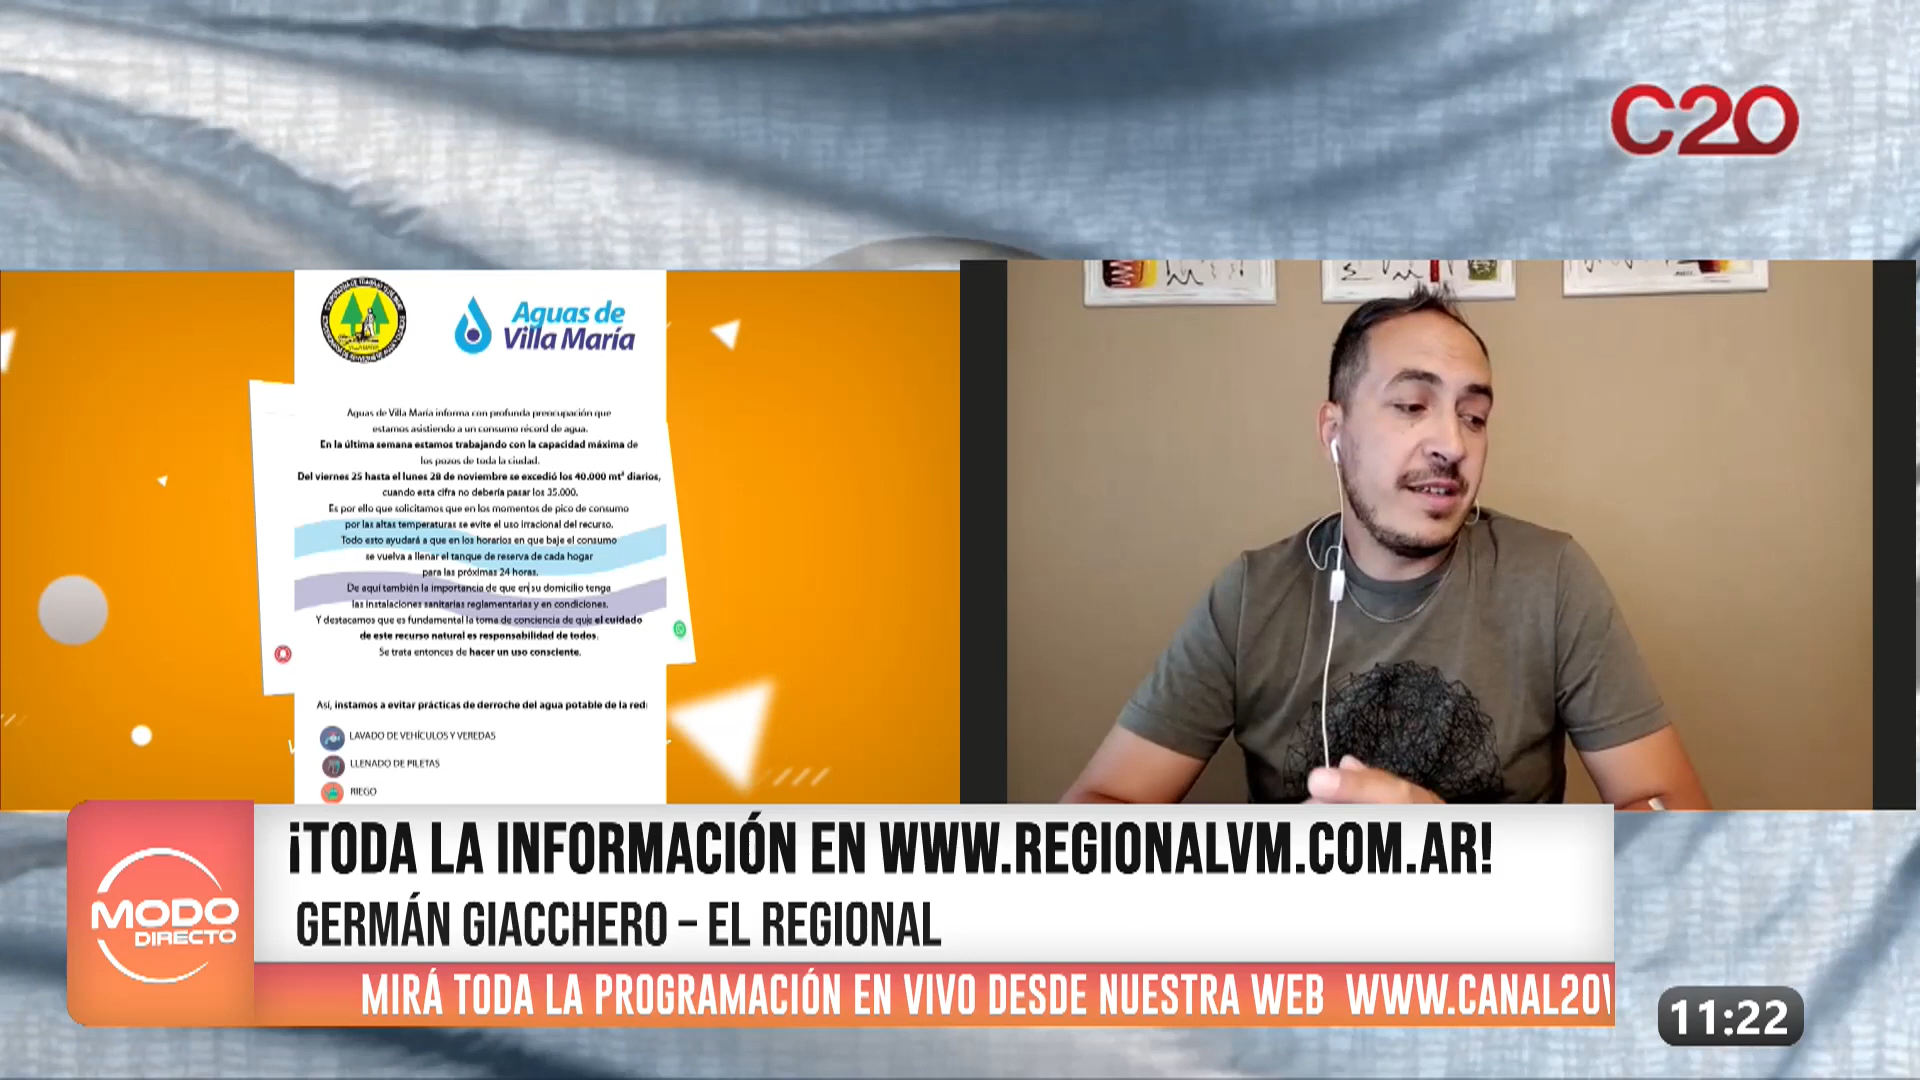 C20
Aguas de
Villa María
Aguas de Villa María informa con profunda preocupación que
estamos asistiendo a un consumo récord de agua.
En la última semana estamos trabajando con la capacidad máxima de
los pozos de toda la ciudad.
Del viernes 25 hasta el lunes 28 de noviembre se excedió los 40.000 mt³ diarios,
cuando esta cifra no debería pasar los 35.000.
Es por ello que solicitamos que en los momentos de pico de consumo
por las altas temperaturas se evite el uso irracional del recurso.
Todo esto ayudará a que en los horarios en que baje el consumo
se vuelva a llenar el tanque de reserva de cada hogar
para las próximas 24 horas.
De aquí también la importancia de que en su domicilio tenga
las instalaciones sanitarias reglamentarias y en condiciones.
Y destacamos que es fundamental la toma de conciencia de que el cuidado
de este recurso natural es responsabilidad de todos.
Se trata entonces de hacer un uso consciente.
Así, instamos a evitar prácticas de derroche del agua potable de la red:
LAVADO DE VEHÍCULOS Y VEREDAS
LLENADO DE PILETAS
RIEGO
¡TODA LA INFORMACIÓN EN WWW.REGIONALVM.COM.AR!
GERMÁN GIACCHERO – EL REGIONAL
MODO
DIRECTO
MIRÁ TODA LA PROGRAMACIÓN EN VIVO DESDE NUESTRA WEB WWW.CANAL20V
11:22